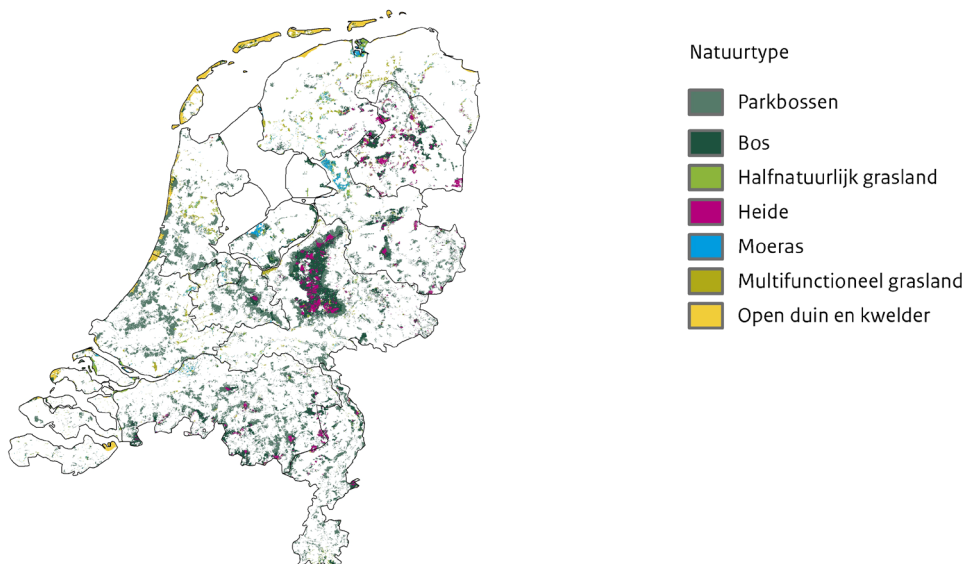 Natuurtype
Parkbossen
Bos
Halfnatuurlijk grasland
Heide
Moeras
Multifunctioneel grasland
Open duin en kwelder